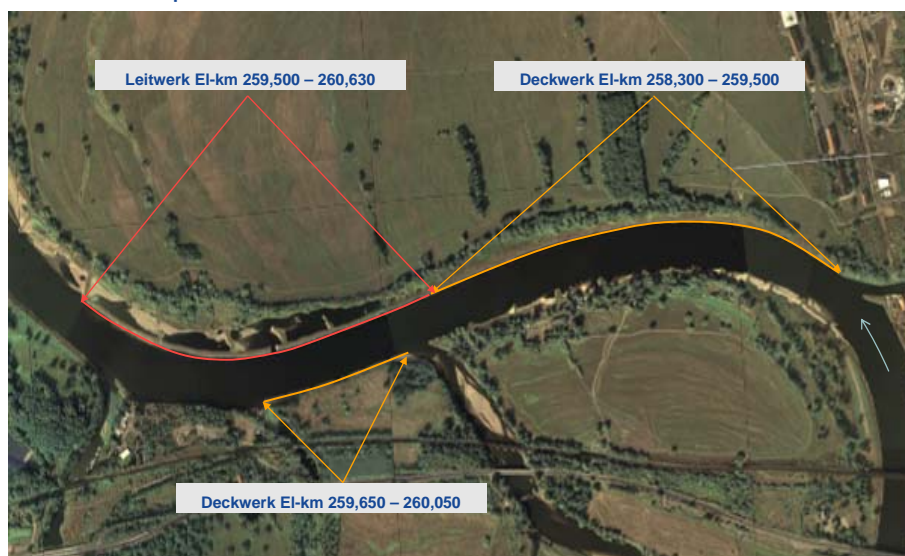 Leitwerk El-km 259,500 – 260,630
Deckwerk El-km 258,300 – 259,500
Deckwerk El-km 259,650 – 260,050